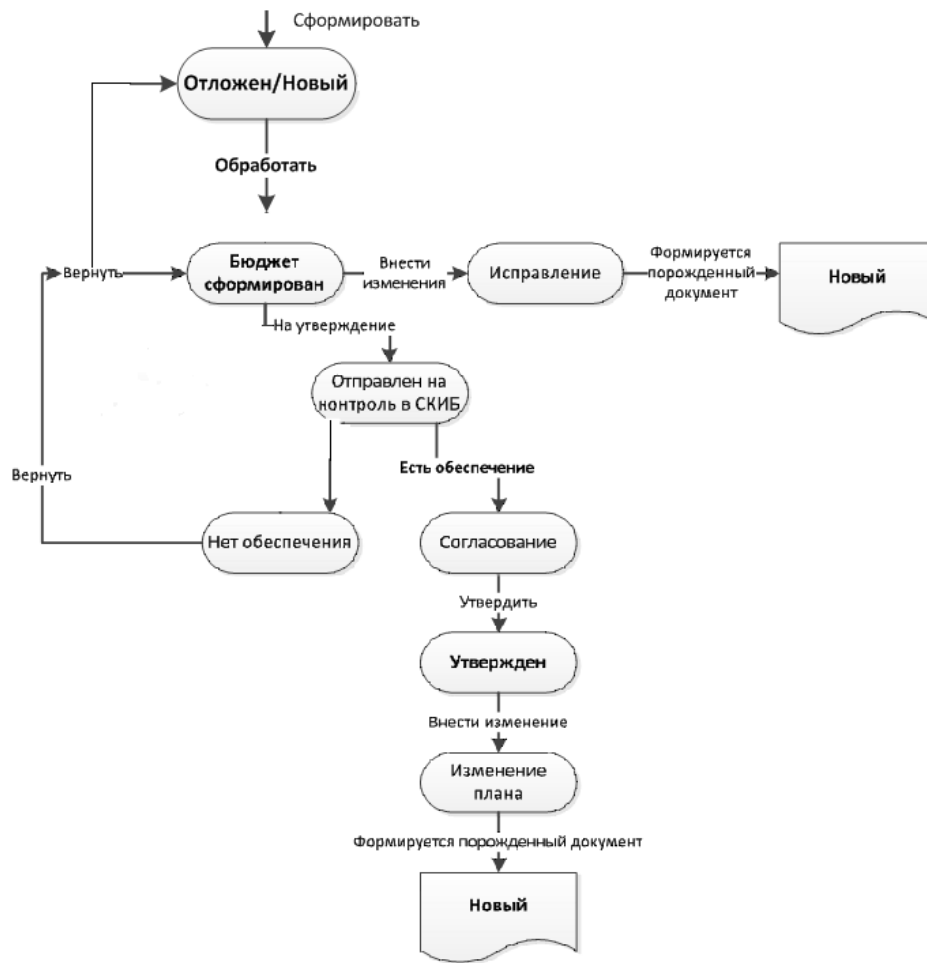 Сформировать
Отложен/Новый
Обработать
Вернуть
Бюджет
сформирован
Внести
изменения
Исправление
Формируется
порожденный
документ
Новый
На утверждение
Отправлен на
контроль в СКИБ
Вернуть
Есть обеспечение
Нет обеспечения
Согласование
Утвердить
Утвержден
Внести изменение
Изменение
плана
Формируется порожденный документ
Новый